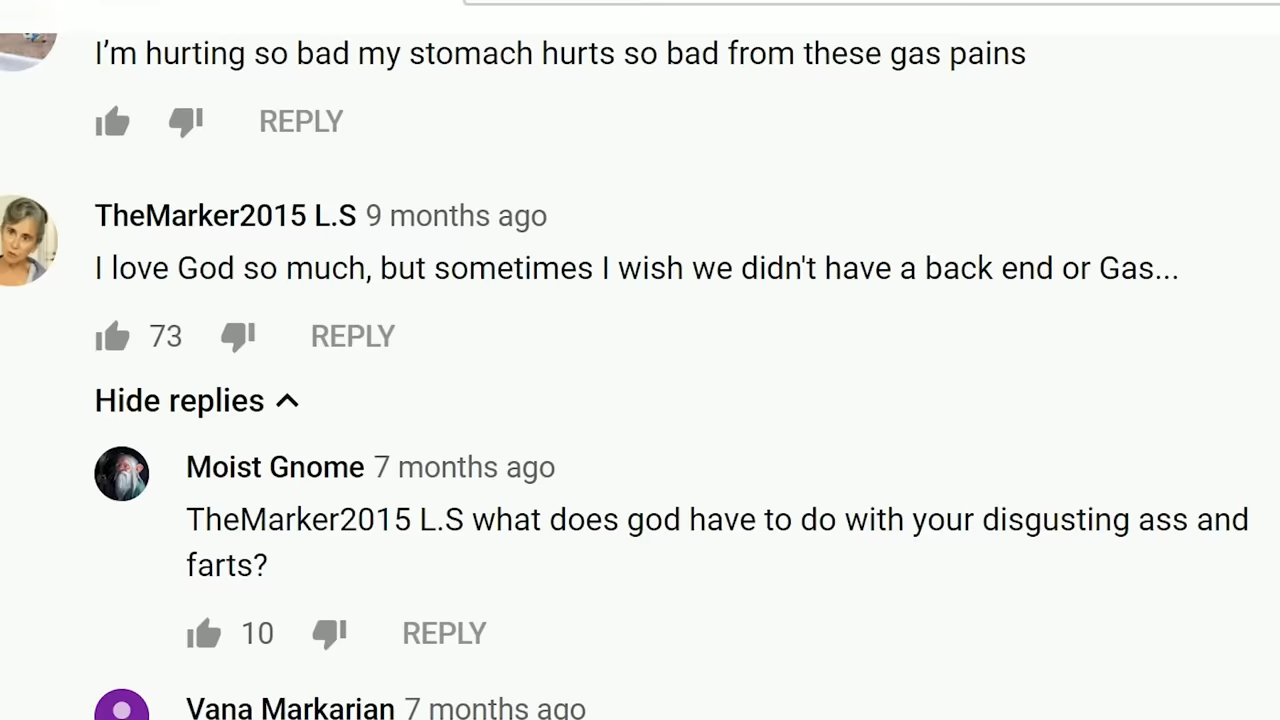 I’m hurting so bad my stomach hurts so bad from these gas pains
REPLY
TheMarker2015 L.S 9 months ago
I love God so much, but sometimes I wish we didn't have a back end or Gas...
73 REPLY
Hide replies
Moist Gnome 7 months ago
TheMarker2015 L.S what does god have to do with your disgusting ass and
farts?
10 REPLY
Vana Markarian 7 months ago